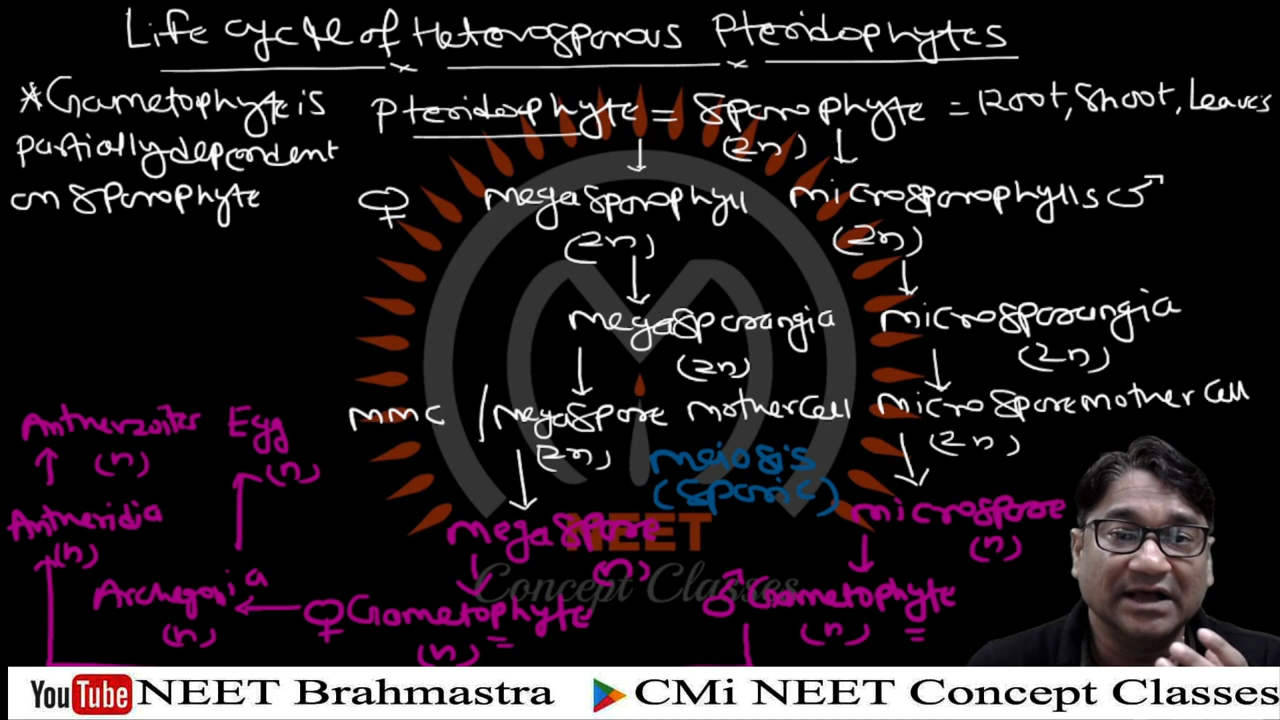 Life cycle of Heterosporous Pteridophytes
*Gametophyte is
partially dependent
on sporophyte
Pteridophyte = Sporophyte = Root, Shoot, Leaves
(2n)
♀ megasporophyll microsporophylls ♂
(2n) (2n)
megasporangia microsporangia
(2n) (2n)
mmc / megaspore mother cell microspore mother cell
(2n) (2n)
meiosis
(sporic)
Antherzoites Egg
(n) (n)
megaspore microspore
(n) (n)
Antheridia
(n)
Archegonia ← ♀ Gametophyte ♂ Gametophyte
(n) (n) (n)
NEET
Concept Classes
YouTube NEET Brahmastra CMi NEET Concept Classes